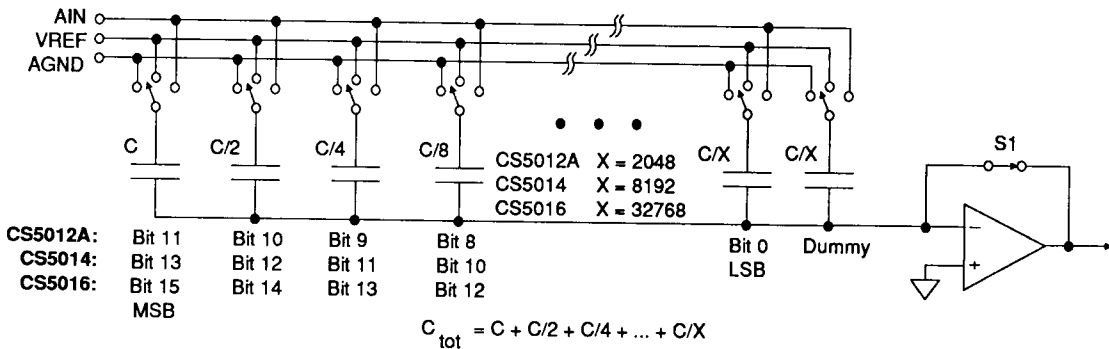 AIN
VREF
AGND
C
C/2
C/4
C/8
C/X
C/X
S1
CS5012A X = 2048
CS5014 X = 8192
CS5016 X = 32768
-
+
CS5012A: Bit 11 Bit 10 Bit 9 Bit 8 Bit 0 Dummy
CS5014: Bit 13 Bit 12 Bit 11 Bit 10 LSB
CS5016: Bit 15 Bit 14 Bit 13 Bit 12
MSB
C tot = C + C/2 + C/4 + ... + C/X